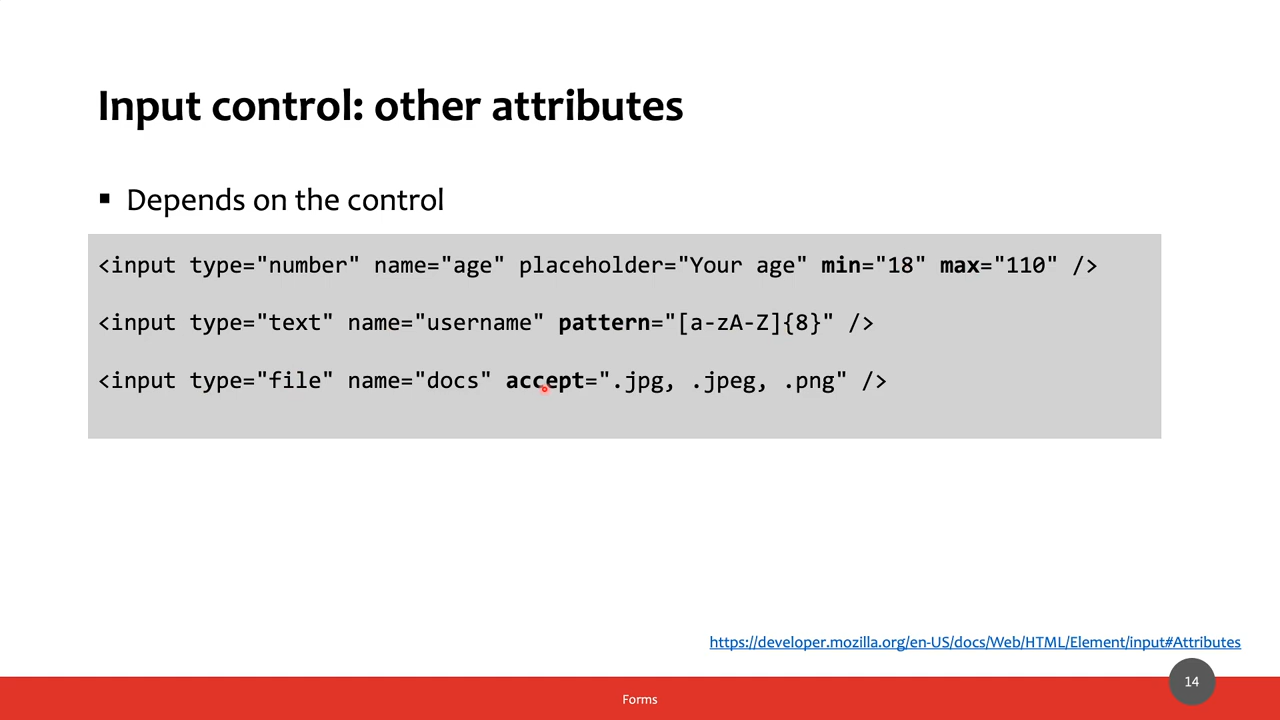 Input control: other attributes
▪ Depends on the control
<input type="number" name="age" placeholder="Your age" min="18" max="110" />
<input type="text" name="username" pattern="[a-zA-Z]{8}" />
<input type="file" name="docs" accept=".jpg, .jpeg, .png" />
https://developer.mozilla.org/en-US/docs/Web/HTML/Element/input#Attributes
14
Forms